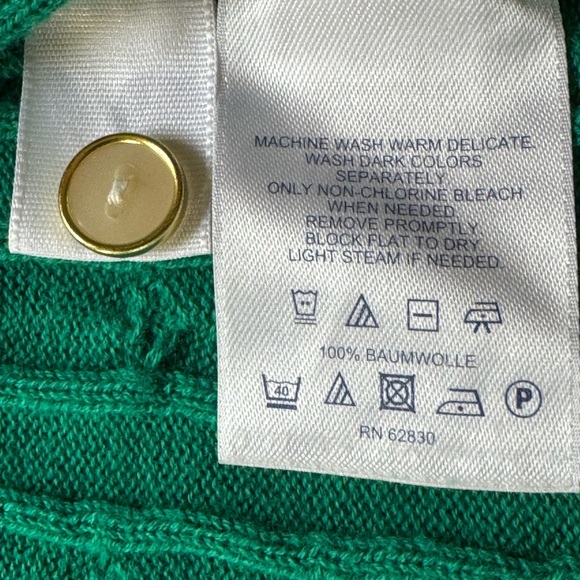 MACHINE WASH WARM DELICATE.
WASH DARK COLORS
SEPARATELY.
ONLY NON-CHLORINE BLEACH
WHEN NEEDED.
REMOVE PROMPTLY.
BLOCK FLAT TO DRY.
LIGHT STEAM IF NEEDED.
100% BAUMWOLLE
40 P
RN 62830